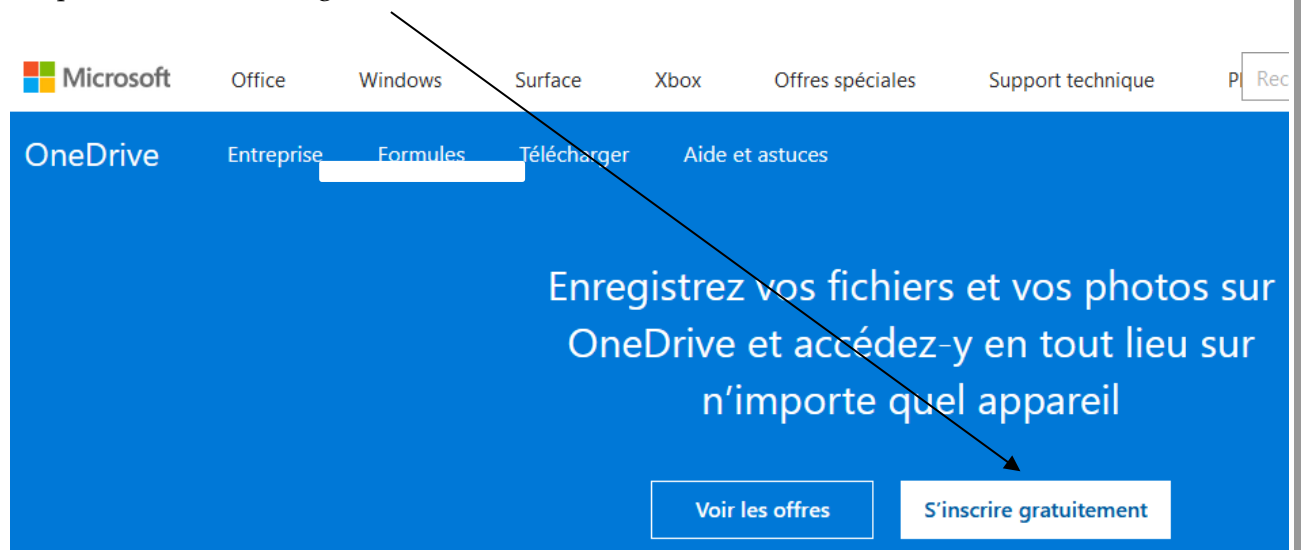 Microsoft Office Windows Surface Xbox Offres spéciales Support technique Rec
OneDrive Entreprise Formules Télécharger Aide et astuces
Enregistrez vos fichiers et vos photos sur
OneDrive et accédez-y en tout lieu sur
n’importe quel appareil
Voir les offres S’inscrire gratuitement